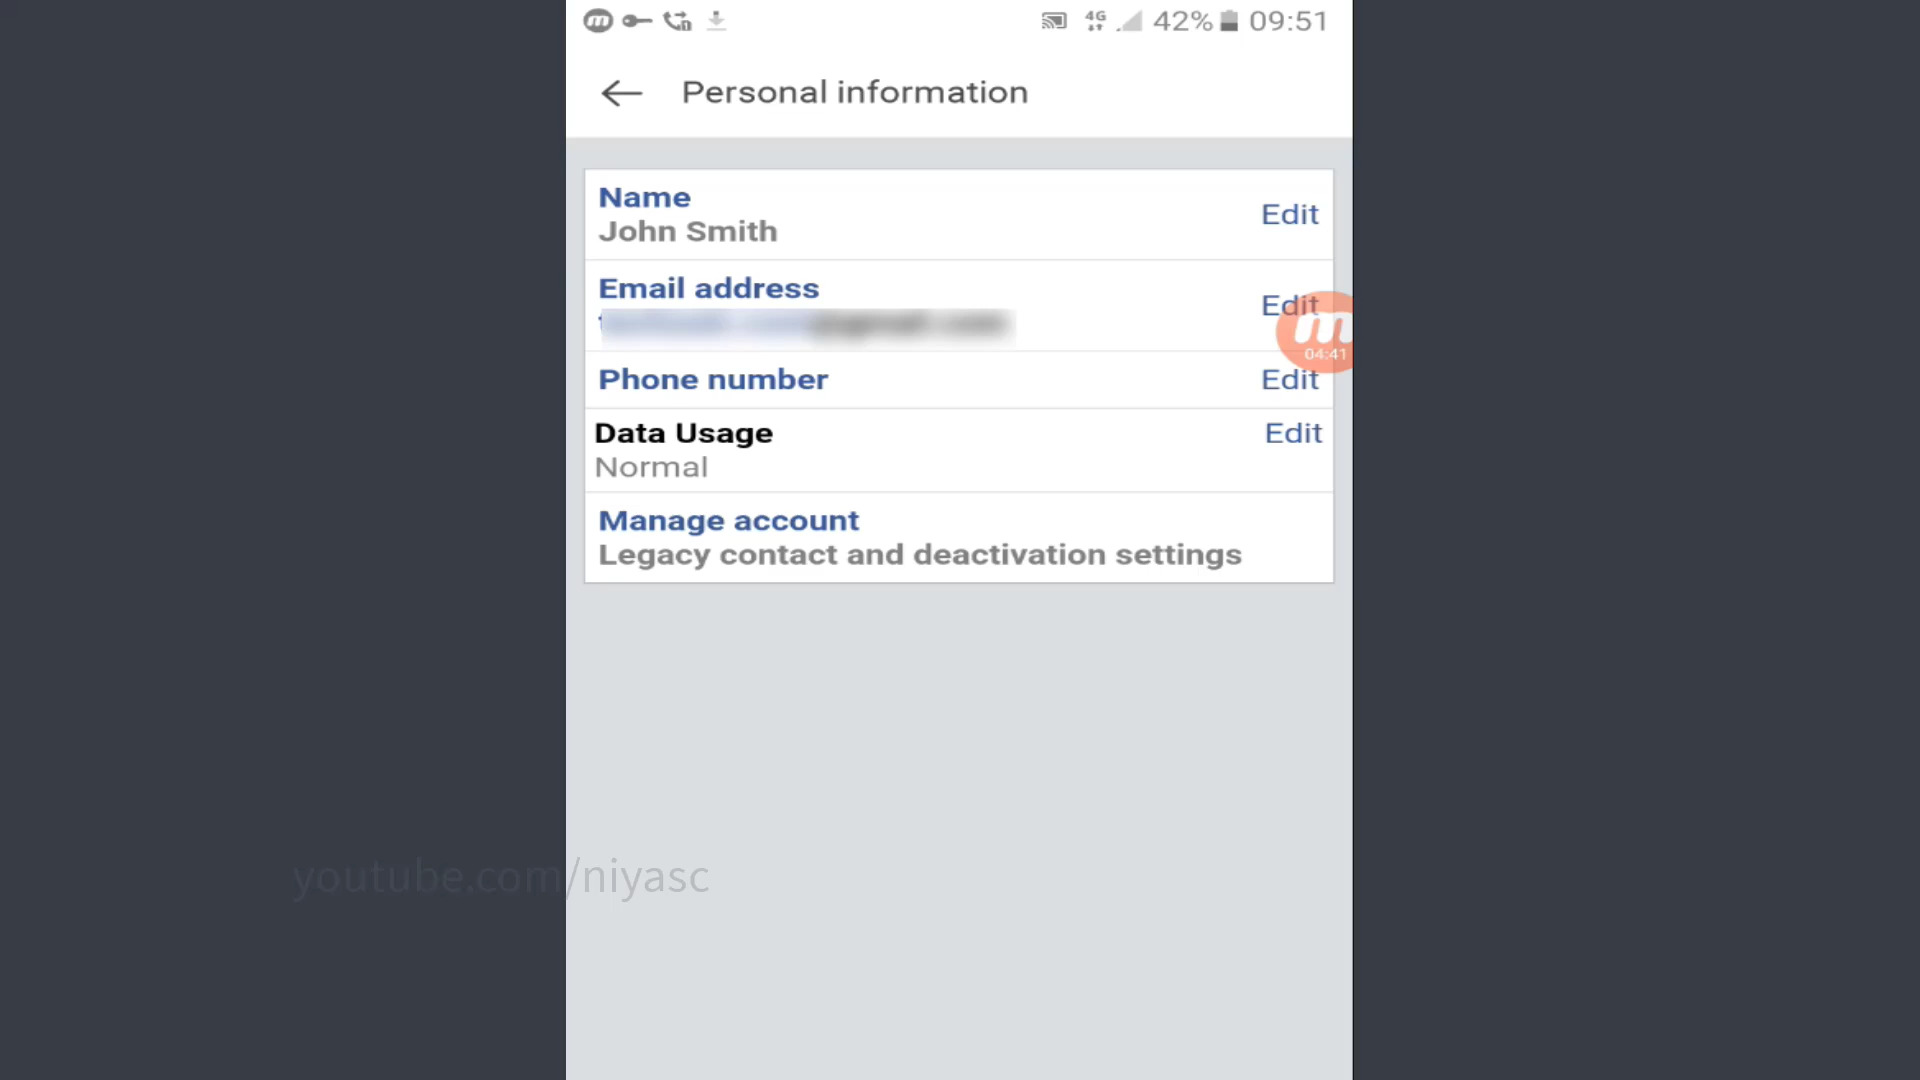 4G 42% 09:51
Personal information
Name
John Smith
Edit
Email address
Edit
04:41
Phone number
Edit
Data Usage
Edit
Normal
Manage account
Legacy contact and deactivation settings
youtube.com/niyasc